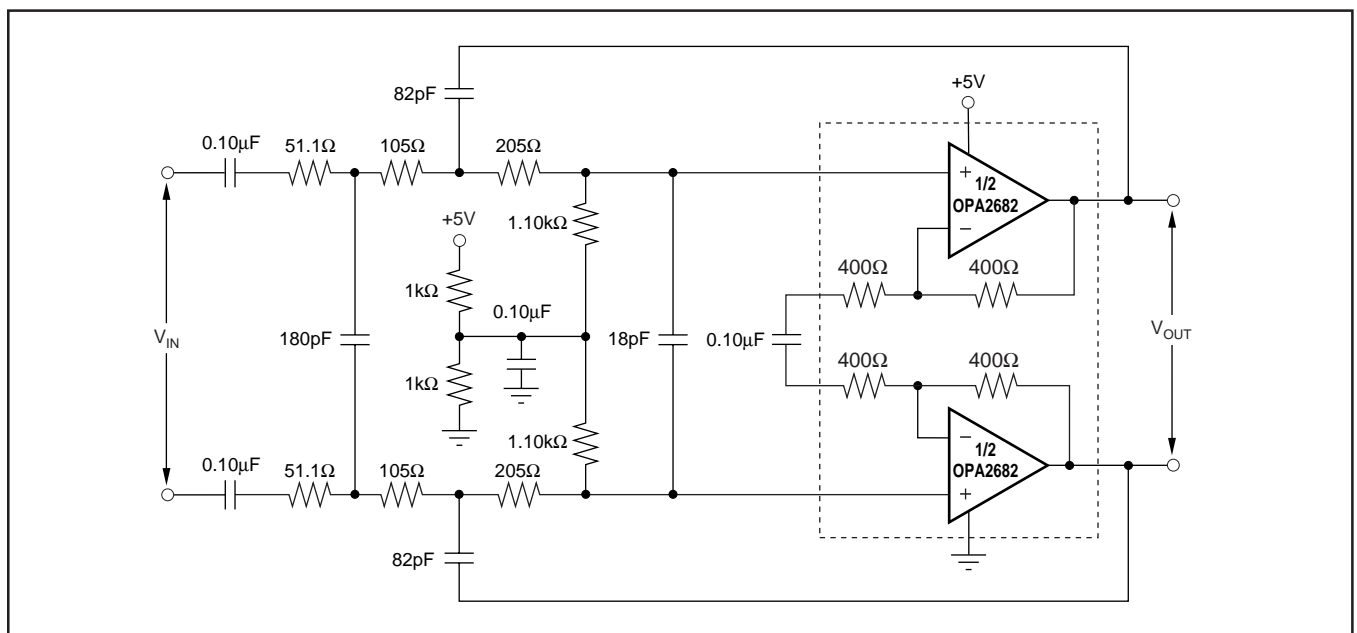 82pF
+5V
0.10µF
51.1Ω
105Ω
205Ω
+
1/2
OPA2682
−
+5V
1.10kΩ
400Ω
400Ω
1kΩ
0.10µF
V_IN
180pF
18pF
0.10µF
V_OUT
1kΩ
400Ω
400Ω
1.10kΩ
−
1/2
OPA2682
+
0.10µF
51.1Ω
105Ω
205Ω
82pF